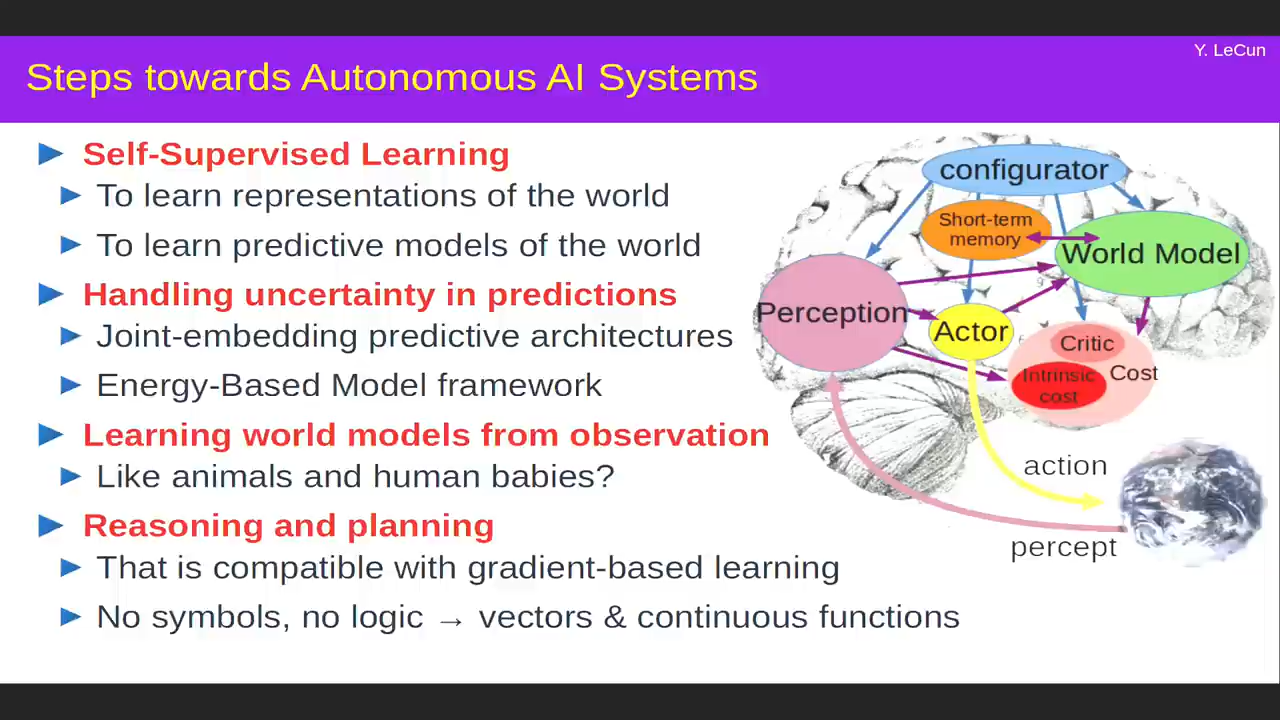 Y. LeCun
Steps towards Autonomous AI Systems
Self-Supervised Learning
To learn representations of the world
To learn predictive models of the world
Handling uncertainty in predictions
Joint-embedding predictive architectures
Energy-Based Model framework
Learning world models from observation
Like animals and human babies?
Reasoning and planning
That is compatible with gradient-based learning
No symbols, no logic → vectors & continuous functions
configurator
Short-term
memory
World Model
Perception
Actor
Critic
Cost
Intrinsic
cost
action
percept